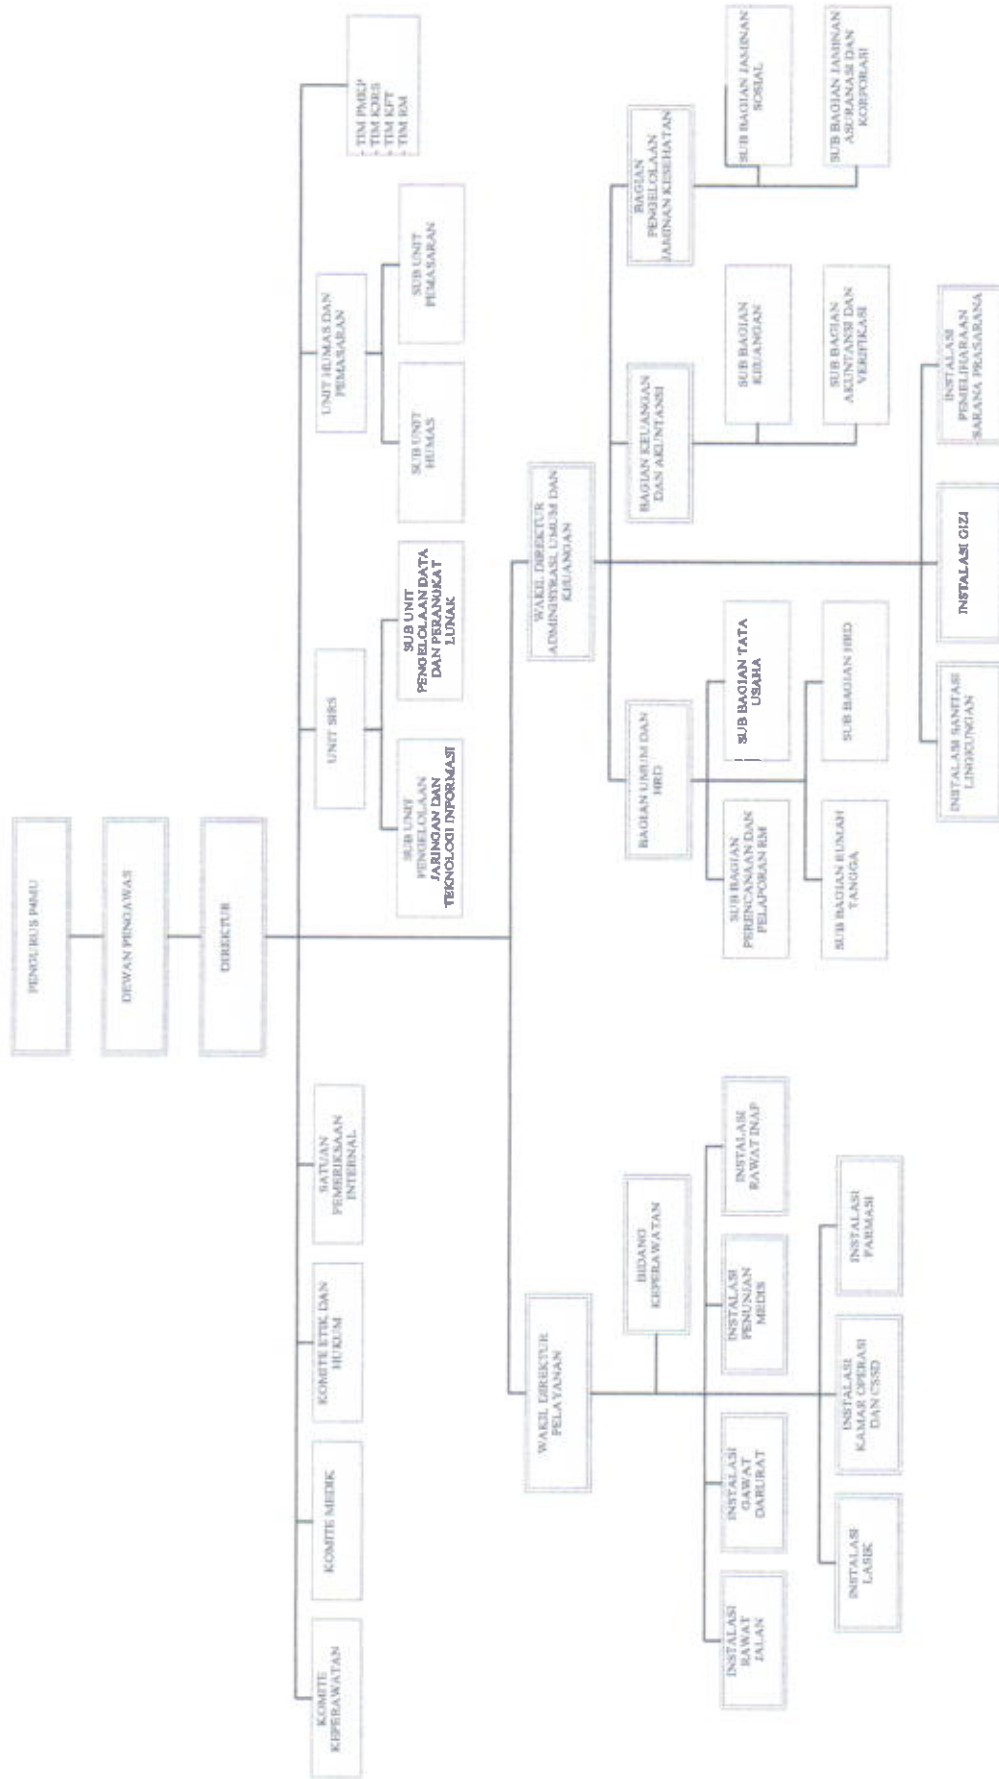 PENGURUS P4MU
DEWAN PENGAWAS
DIREKTUR
KOMITE
KEPERAWATAN
KOMITE MEDIK
KOMITE ETIK DAN
HUKUM
SATUAN
PEMERIKSAAN
INTERNAL
UNIT SIRS
UNIT HUMAS DAN
PEMASARAN
- TIM PMKP
- TIM K3RS
- TIM KFT
- TIM RM
SUB UNIT
PENGELOLAAN
JARINGAN DAN
TEKNOLOGI INFORMASI
SUB UNIT
PENGELOLAAN DATA
DAN PERANGKAT
LUNAK
SUB UNIT
HUMAS
SUB UNIT
PEMASARAN
WAKIL DIREKTUR
PELAYANAN
WAKIL DIREKTUR
ADMINISTRASI, UMUM DAN
KEUANGAN
BIDANG
KEPERAWATAN
BAGIAN UMUM DAN
HRD
BAGIAN KEUANGAN
DAN AKUNTANSI
BAGIAN
PENGELOLAAN
JAMINAN KESEHATAN
INSTALASI
RAWAT
JALAN
INSTALASI
GAWAT
DARURAT
INSTALASI
PENUNJAN
MEDIS
INSTALASI
RAWAT INAP
SUB BAGIAN
PERENCANAAN DAN
PELAPORAN RM
SUB BAGIAN TATA
USAHA
SUB BAGIAN
KEUANGAN
SUB BAGIAN JAMINAN
SOSIAL
INSTALASI
LASIK
INSTALASI
KAMAR OPERASI
DAN CSSD
INSTALASI
FARMASI
SUB BAGIAN RUMAH
TANGGA
SUB BAGIAN HRD
SUB BAGIAN
AKUNTANSI DAN
VERIFIKASI
SUB BAGIAN JAMINAN
ASURANASI DAN
KORPORASI
INSTALASI SANITASI
LINGKUNGAN
INSTALASI GIZI
INSTALASI
PEMELIHARAAN
SARANA PRASARANA